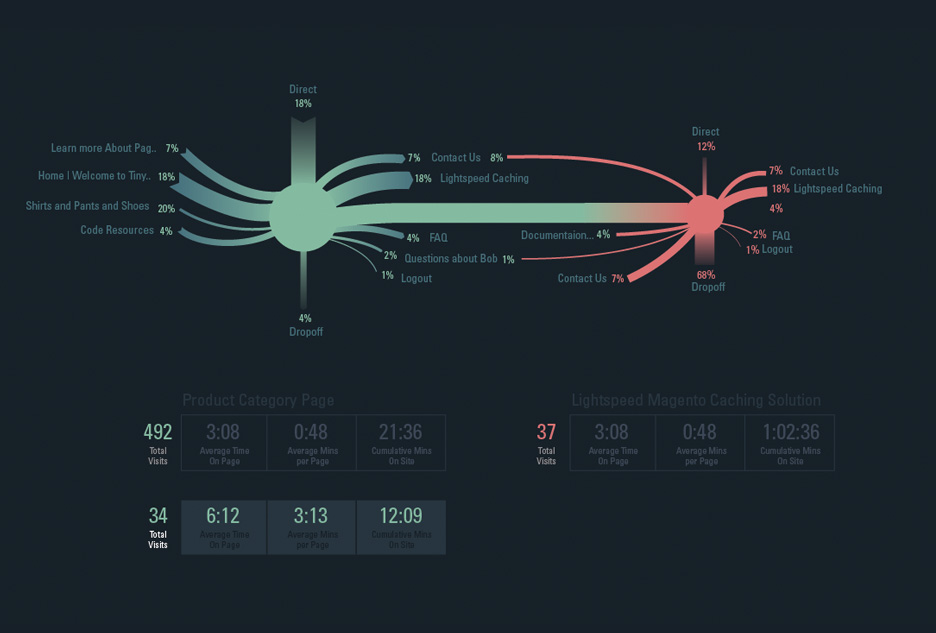 Direct
18%
Learn more About Pag.. 7%
Home | Welcome to Tiny.. 18%
Shirts and Pants and Shoes 20%
Code Resources 4%
7% Contact Us
18% Lightspeed Caching
4% FAQ
2% Questions about Bob
1% Logout
4%
Dropoff
8%
Documentaion... 4%
1%
Contact Us 7%
Direct
12%
7% Contact Us
18% Lightspeed Caching
4%
2% FAQ
1% Logout
68%
Dropoff
Product Category Page
492
Total
Visits
3:08
Average Time
On Page
0:48
Average Mins
per Page
21:36
Cumulative Mins
On Site
34
Total
Visits
6:12
Average Time
On Page
3:13
Average Mins
per Page
12:09
Cumulative Mins
On Site
Lightspeed Magento Caching Solution
37
Total
Visits
3:08
Average Time
On Page
0:48
Average Mins
per Page
1:02:36
Cumulative Mins
On Site